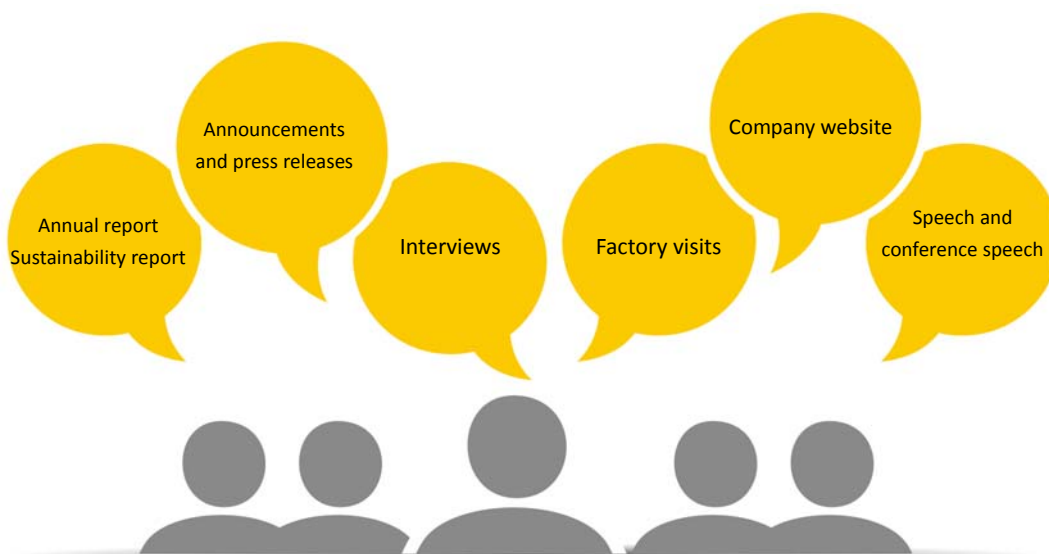 Annual report
Sustainability report
Announcements
and press releases
Interviews
Factory visits
Company website
Speech and
conference speech